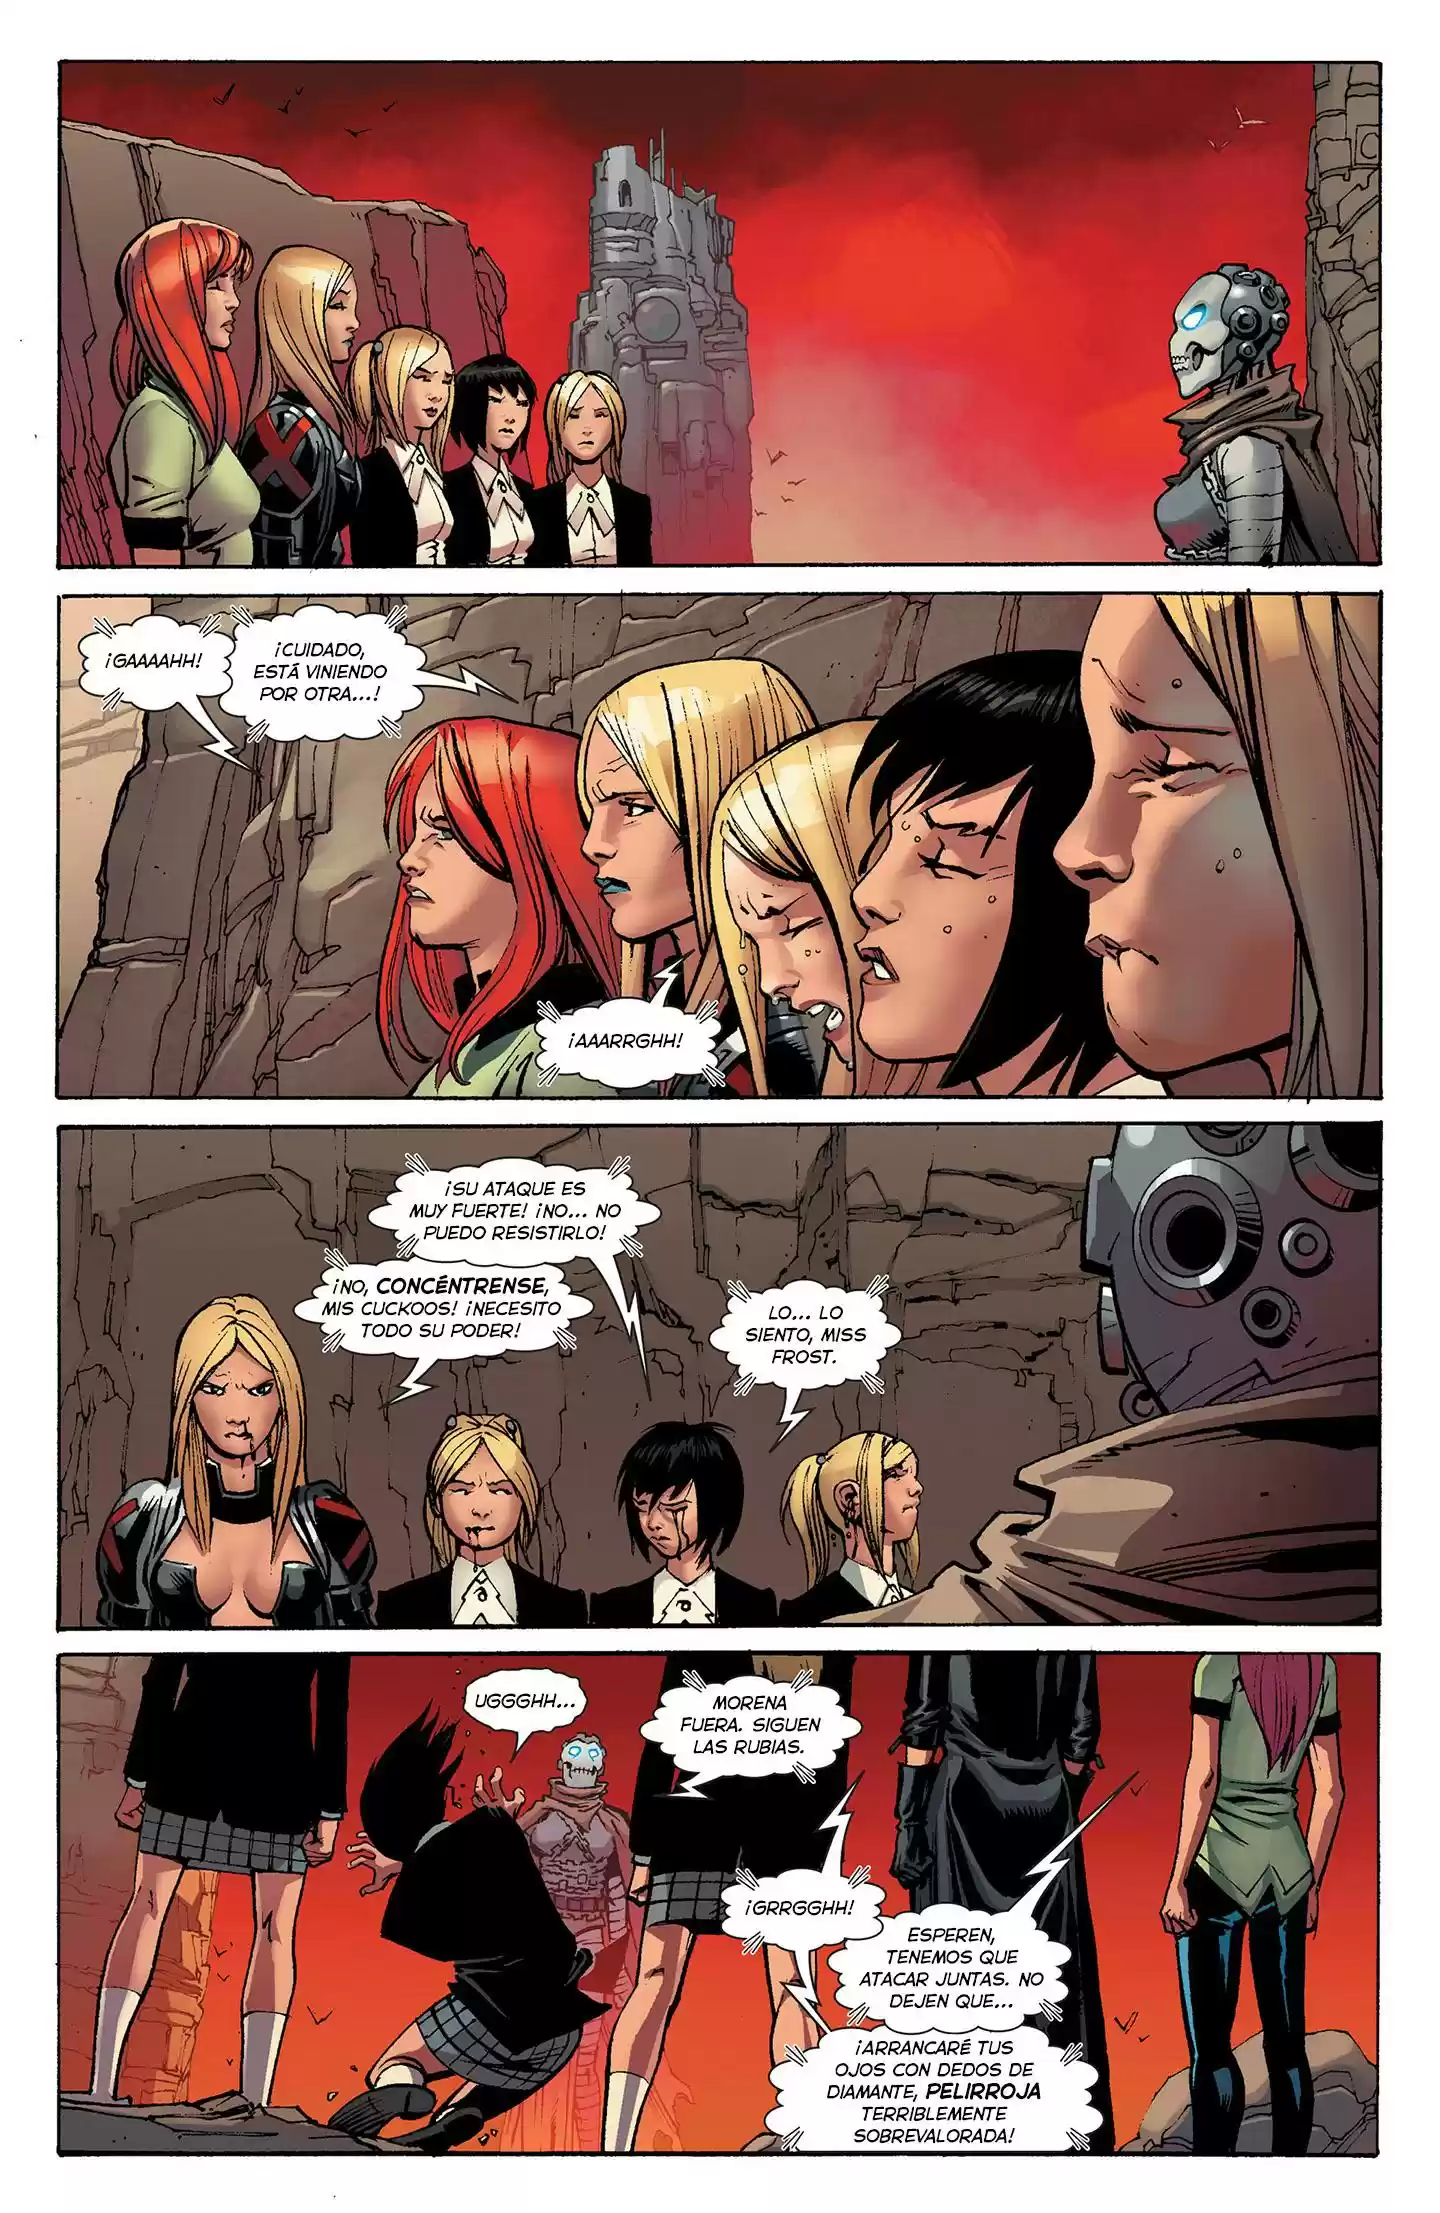 ¡GAAAAHH!
¡CUIDADO,
ESTÁ VINIENDO
POR OTRA...!
¡AAARRGHH!
¡SU ATAQUE ES
MUY FUERTE! ¡NO... NO
PUEDO RESISTIRLO!
¡NO, CONCÉNTRENSE,
MIS CUCKOOS! ¡NECESITO
TODO SU PODER!
LO... LO
SIENTO, MISS
FROST.
UGGGHH...
MORENA
FUERA. SIGUEN
LAS RUBIAS.
¡GRRGGHH!
ESPEREN,
TENEMOS QUE
ATACAR JUNTAS. NO
DEJEN QUE...
¡ARRANCARÉ TUS
OJOS CON DEDOS DE
DIAMANTE, PELIRROJA
TERRIBLEMENTE
SOBREVALORADA!